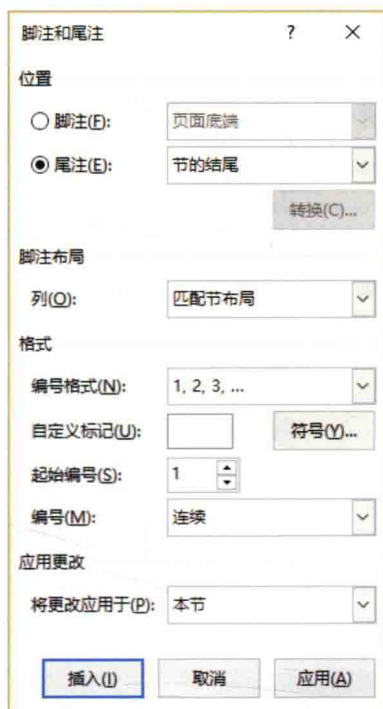 脚注和尾注 ? ×
位置
脚注(F): 页面底端
尾注(E): 节的结尾
转换(C)...
脚注布局
列(O): 匹配节布局
格式
编号格式(N): 1, 2, 3, ...
自定义标记(U): 符号(Y)...
起始编号(S): 1
编号(M): 连续
应用更改
将更改应用于(P): 本节
插入(I) 取消 应用(A)